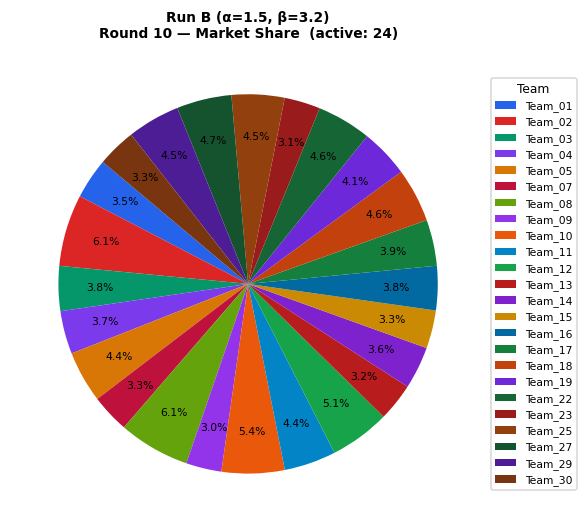 Run B (α=1.5, β=3.2)
Round 10 — Market Share  (active: 24)
3.5%
6.1%
3.8%
3.7%
4.4%
3.3%
6.1%
3.0%
5.4%
4.4%
5.1%
3.2%
3.6%
3.3%
3.8%
3.9%
4.6%
4.1%
4.6%
3.1%
4.5%
4.7%
4.5%
3.3%
Team
Team_01
Team_02
Team_03
Team_04
Team_05
Team_07
Team_08
Team_09
Team_10
Team_11
Team_12
Team_13
Team_14
Team_15
Team_16
Team_17
Team_18
Team_19
Team_22
Team_23
Team_25
Team_27
Team_29
Team_30